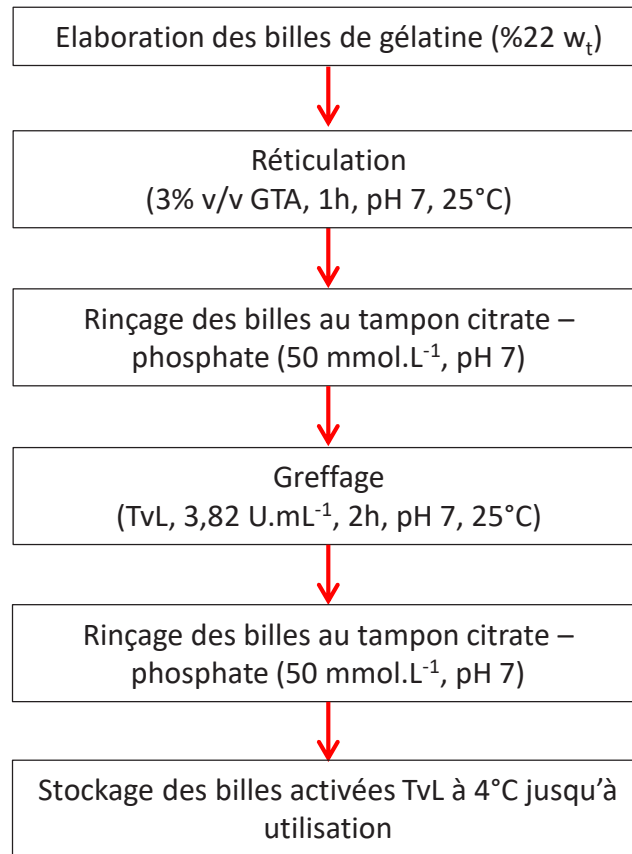 Elaboration des billes de gélatine (%22 wt)
Réticulation
(3% v/v GTA, 1h, pH 7, 25°C)
Rinçage des billes au tampon citrate –
phosphate (50 mmol.L-1, pH 7)
Greffage
(TvL, 3,82 U.mL-1, 2h, pH 7, 25°C)
Rinçage des billes au tampon citrate –
phosphate (50 mmol.L-1, pH 7)
Stockage des billes activées TvL à 4°C jusqu’à
utilisation